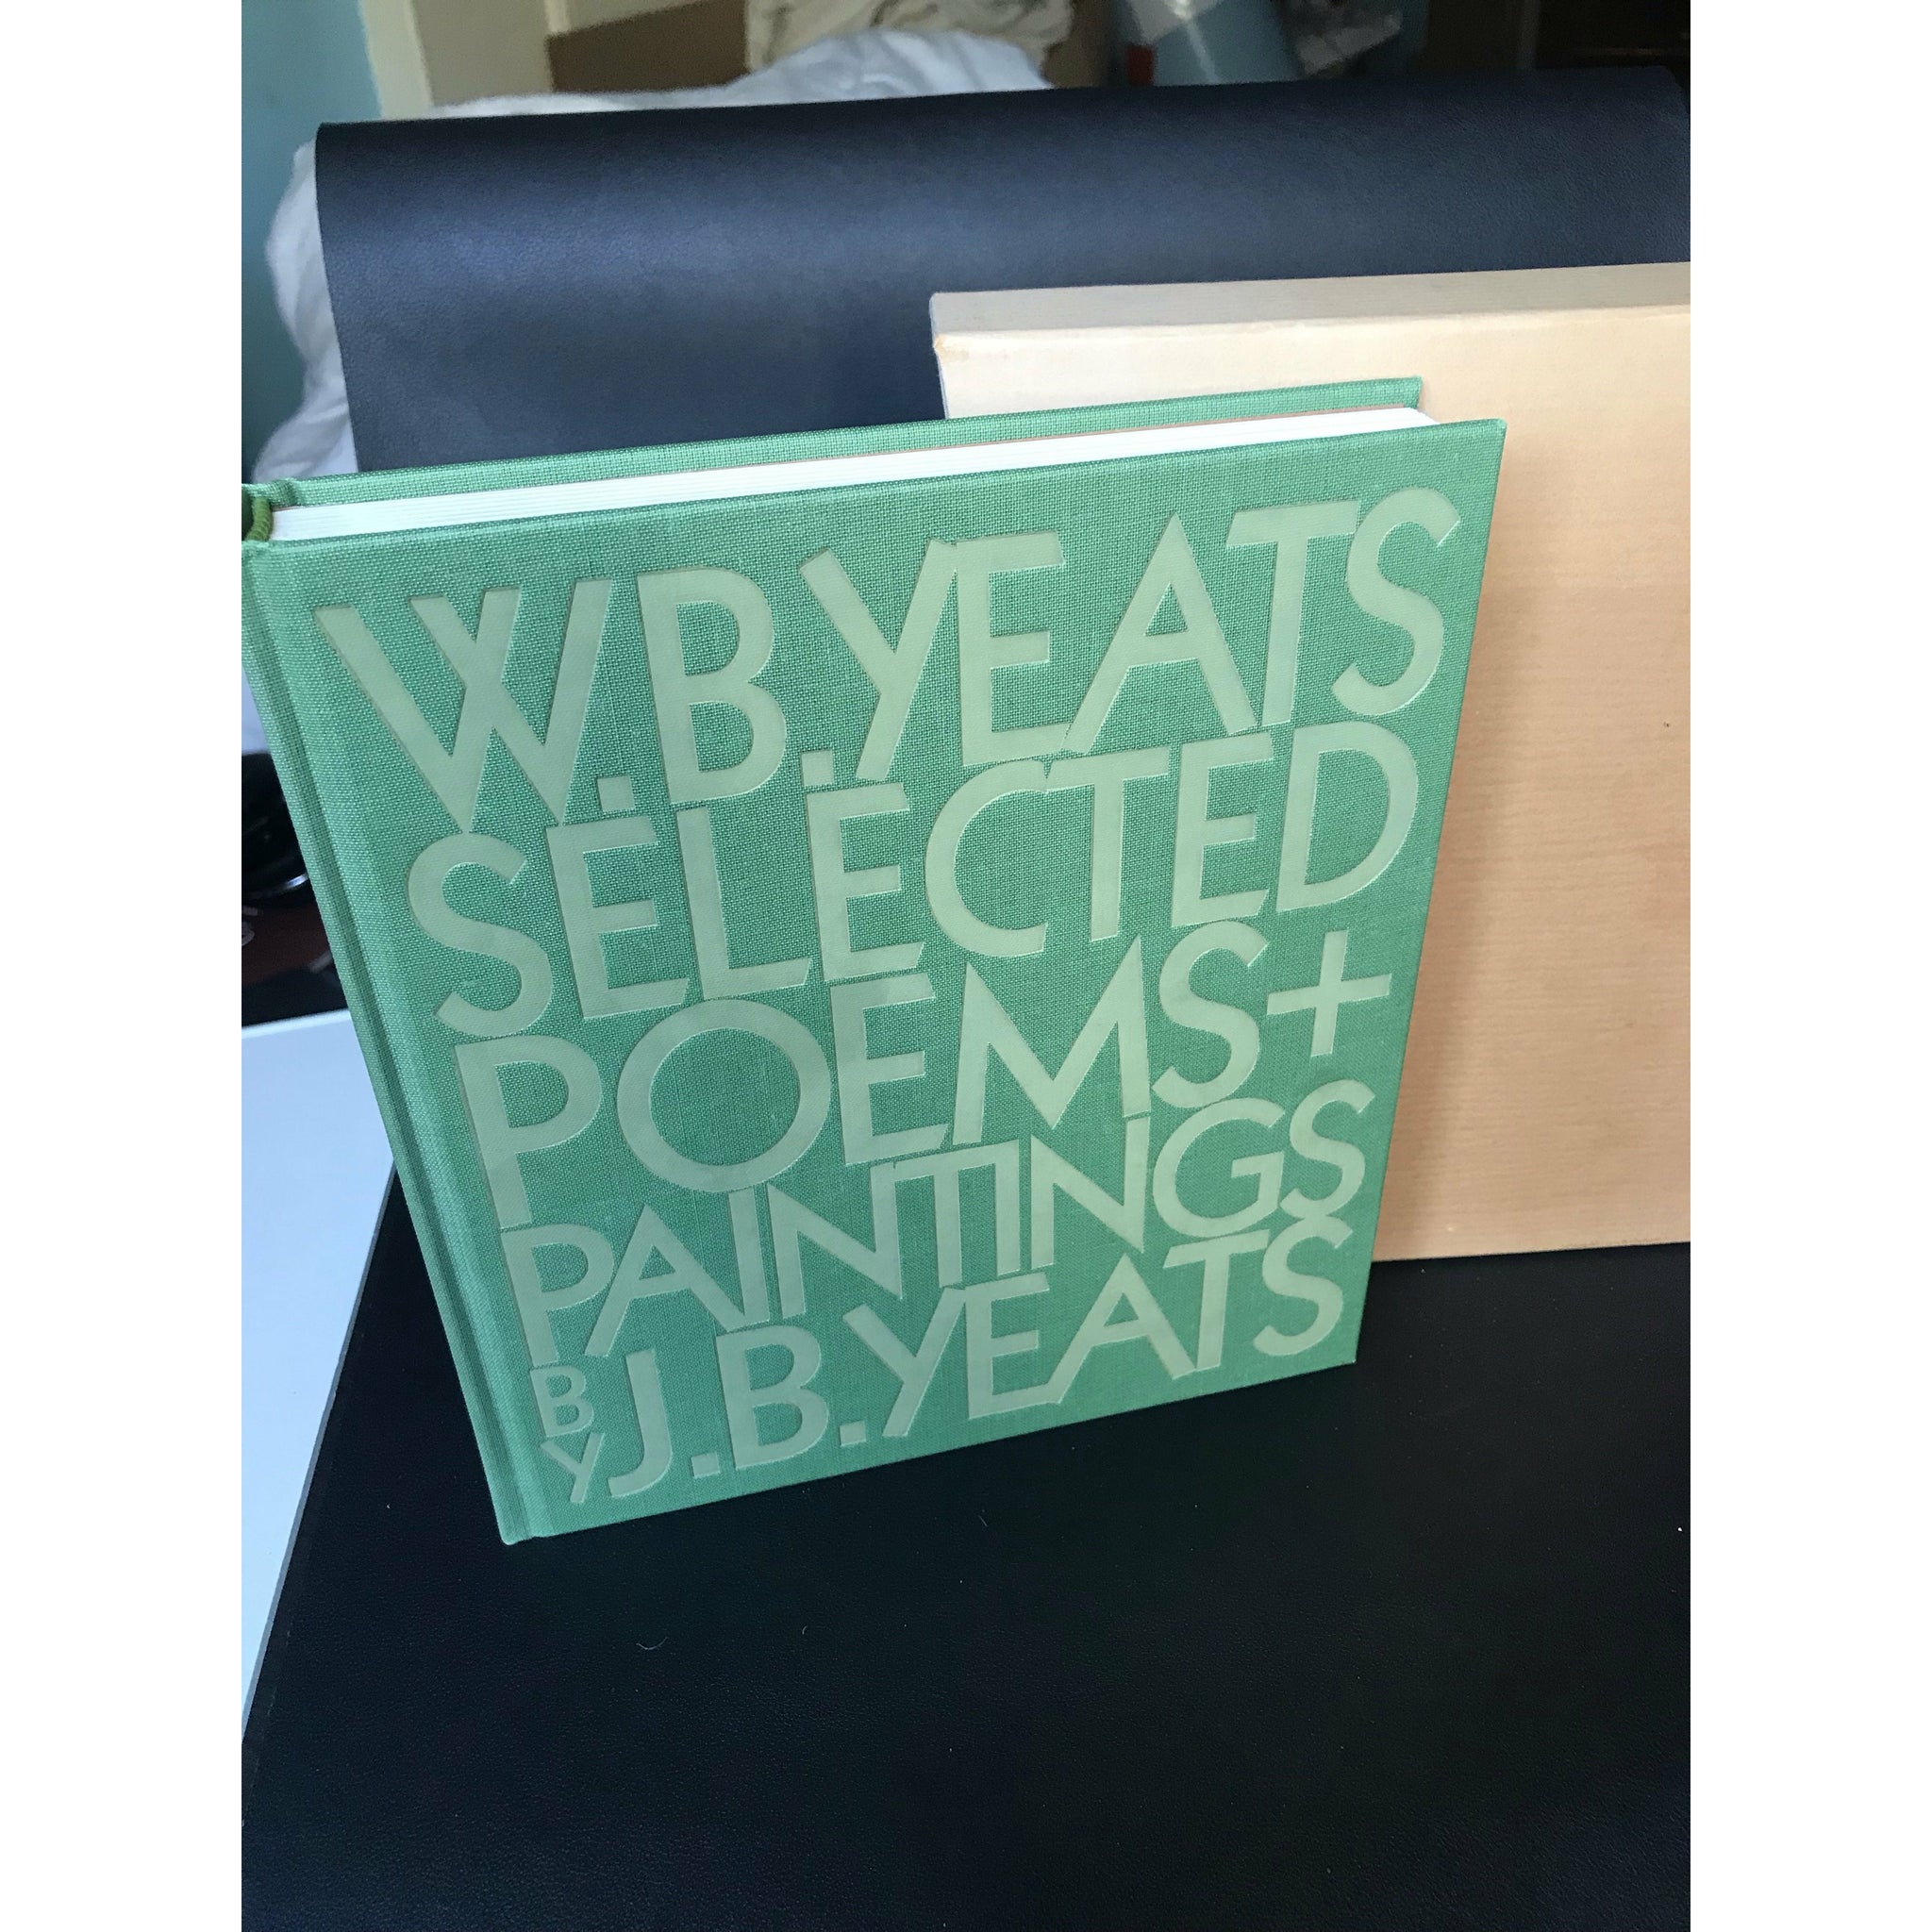 W.B.YEATS
SELECTED
POEMS+
PAINTINGS
BY J.B.YEATS